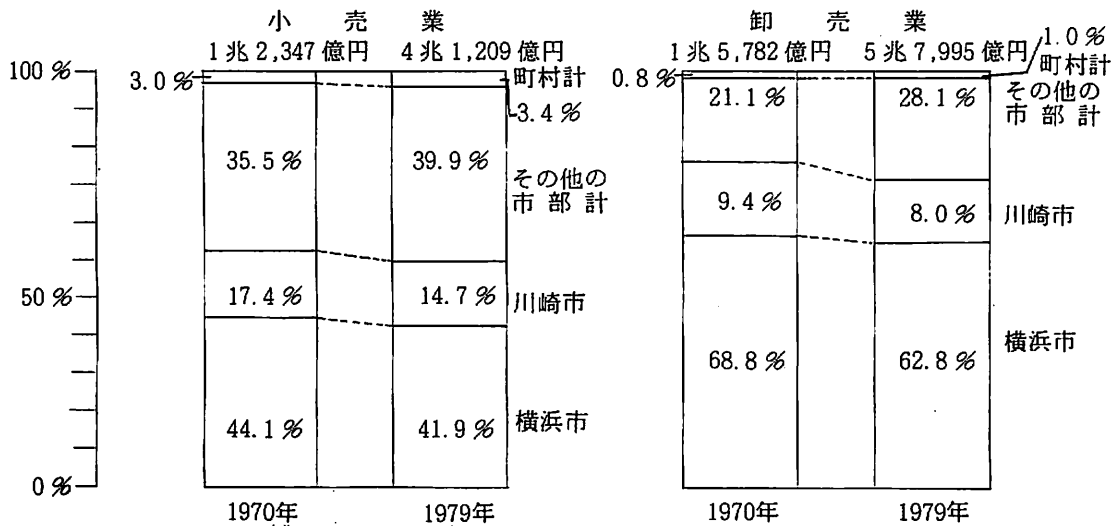 小売業
1兆2,347億円 4兆1,209億円
100%
50%
0%
3.0%
35.5%
17.4%
44.1%
町村計
3.4%
39.9%
その他の
市部計
14.7%
川崎市
41.9%
横浜市
1970年 1979年
卸売業
1兆5,782億円 5兆7,995億円
0.8%
21.1%
9.4%
68.8%
1.0%
町村計
28.1%
その他の
市部計
8.0%
川崎市
62.8%
横浜市
1970年 1979年